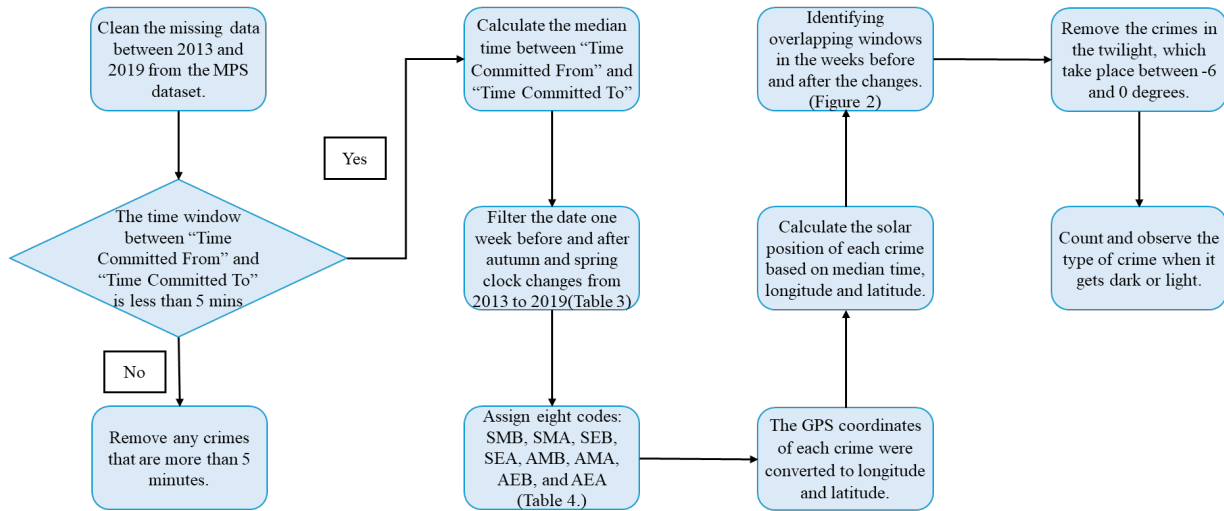 Clean the missing data
between 2013 and
2019 from the MPS
dataset.
The time window
between “Time
Committed From” and
“Time Committed To”
is less than 5 mins
No
Remove any crimes
that are more than 5
minutes.
Yes
Calculate the median
time between “Time
Committed From” and
“Time Committed To”
Filter the date one
week before and after
autumn and spring
clock changes from
2013 to 2019(Table 3)
Assign eight codes:
SMB, SMA, SEB,
SEA, AMB, AMA,
AEB, and AEA
(Table 4.)
The GPS coordinates
of each crime were
converted to longitude
and latitude.
Calculate the solar
position of each crime
based on median time,
longitude and latitude.
Identifying
overlapping windows
in the weeks before
and after the changes.
(Figure 2)
Remove the crimes in
the twilight, which
take place between -6
and 0 degrees.
Count and observe the
type of crime when it
gets dark or light.